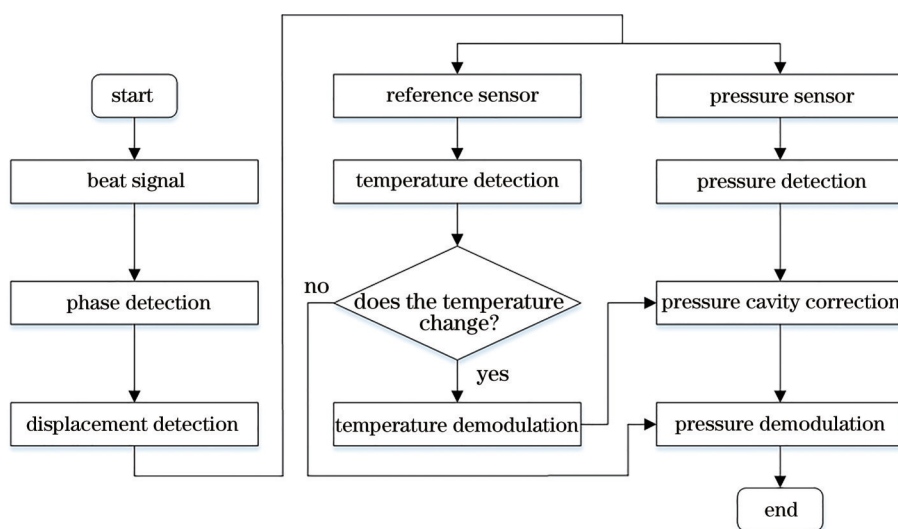 start
beat signal
phase detection
displacement detection
reference sensor
temperature detection
does the temperature
change?
no
yes
temperature demodulation
pressure sensor
pressure detection
pressure cavity correction
pressure demodulation
end